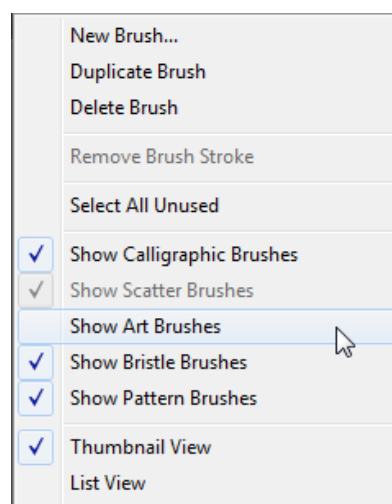 New Brush...
Duplicate Brush
Delete Brush
Remove Brush Stroke
Select All Unused
Show Calligraphic Brushes
Show Scatter Brushes
Show Art Brushes
Show Bristle Brushes
Show Pattern Brushes
Thumbnail View
List View